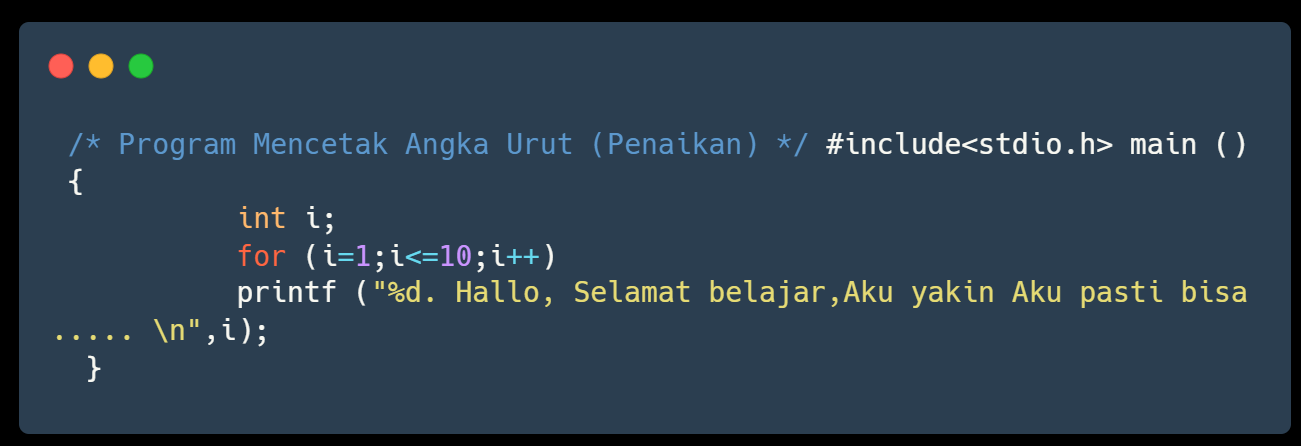 /* Program Mencetak Angka Urut (Penaikan) */ #include<stdio.h> main ()
{
int i;
for (i=1;i<=10;i++)
printf ("%d. Hallo, Selamat belajar,Aku yakin Aku pasti bisa
..... \n",i);
}